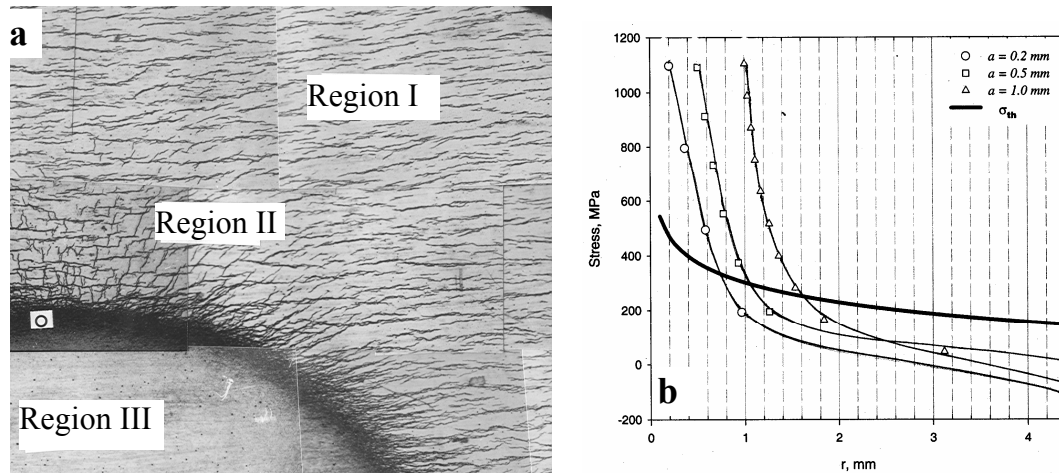 a
Region I
Region II
Region III
O
1200
1000
800
600
400
200
0
-200
Stress, MPa
a = 0.2 mm
a = 0.5 mm
a = 1.0 mm
σth
b
0
1
2
3
4
r, mm